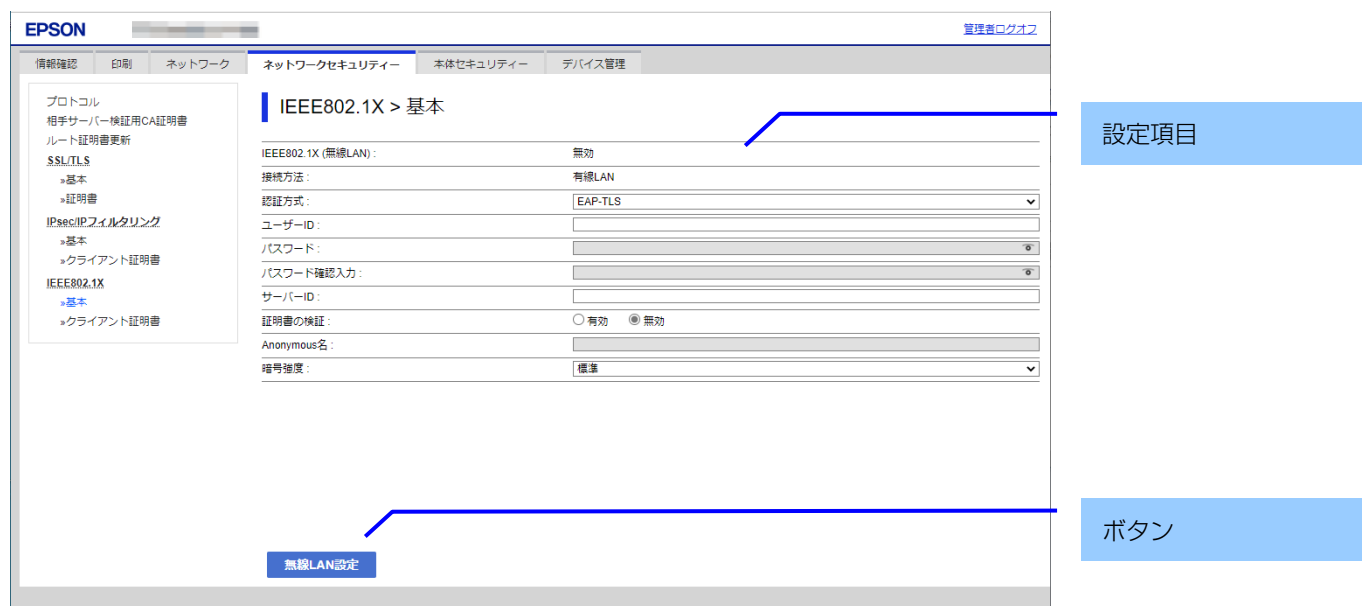 EPSON
管理者ログオフ
情報確認 印刷 ネットワーク ネットワークセキュリティー 本体セキュリティー デバイス管理
プロトコル
相手サーバー検証用CA証明書
ルート証明書更新
SSL/TLS
»基本
»証明書
IPsec/IPフィルタリング
»基本
»クライアント証明書
IEEE802.1X
»基本
»クライアント証明書
IEEE802.1X > 基本
IEEE802.1X (無線LAN) : 無効
接続方法 : 有線LAN
認証方式 : EAP-TLS
ユーザーID :
パスワード :
パスワード確認入力 :
サーバーID :
証明書の検証 : 有効 無効
Anonymous名 :
暗号強度 : 標準
無線LAN設定
設定項目
ボタン